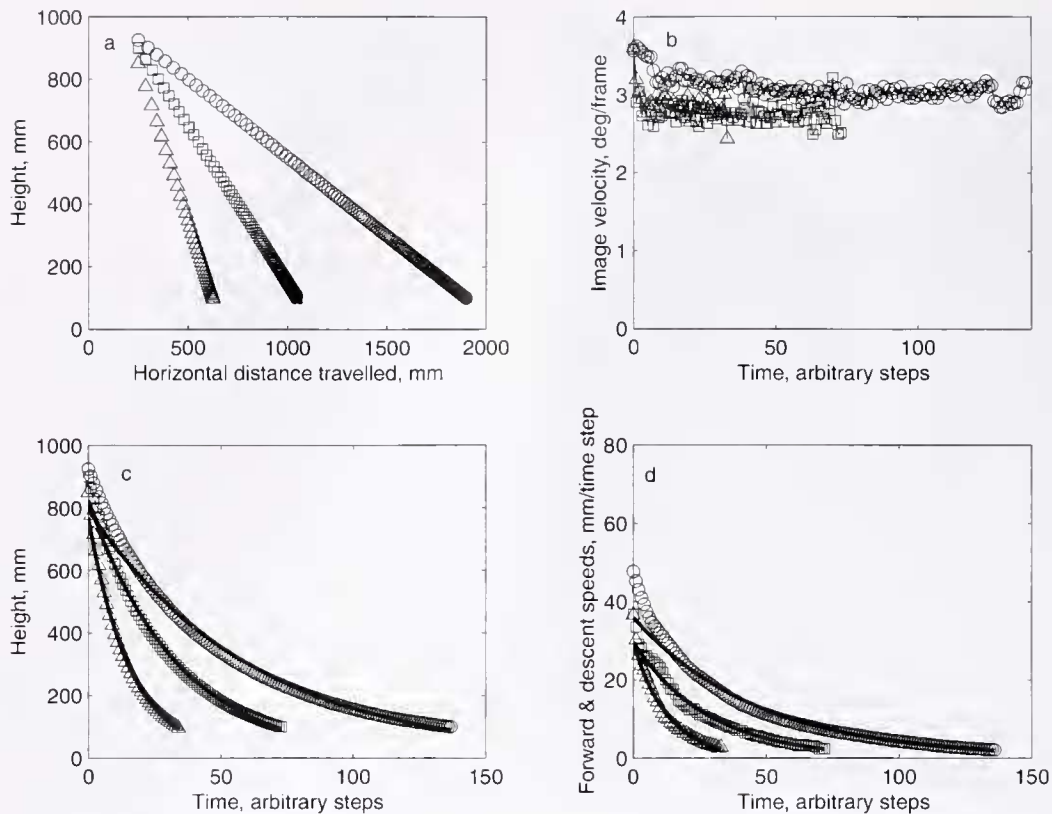 a
1000
800
600
400
200
0
Height, mm
0 500 1000 1500 2000
Horizontal distance travelled, mm
b
4
3
2
1
0
Image velocity, deg/frame
0 50 100
Time, arbitrary steps
c
1000
800
600
400
200
0
Height, mm
0 50 100 150
Time, arbitrary steps
d
80
60
40
20
0
Forward & descent speeds, mm/time step
0 50 100 150
Time, arbitrary steps